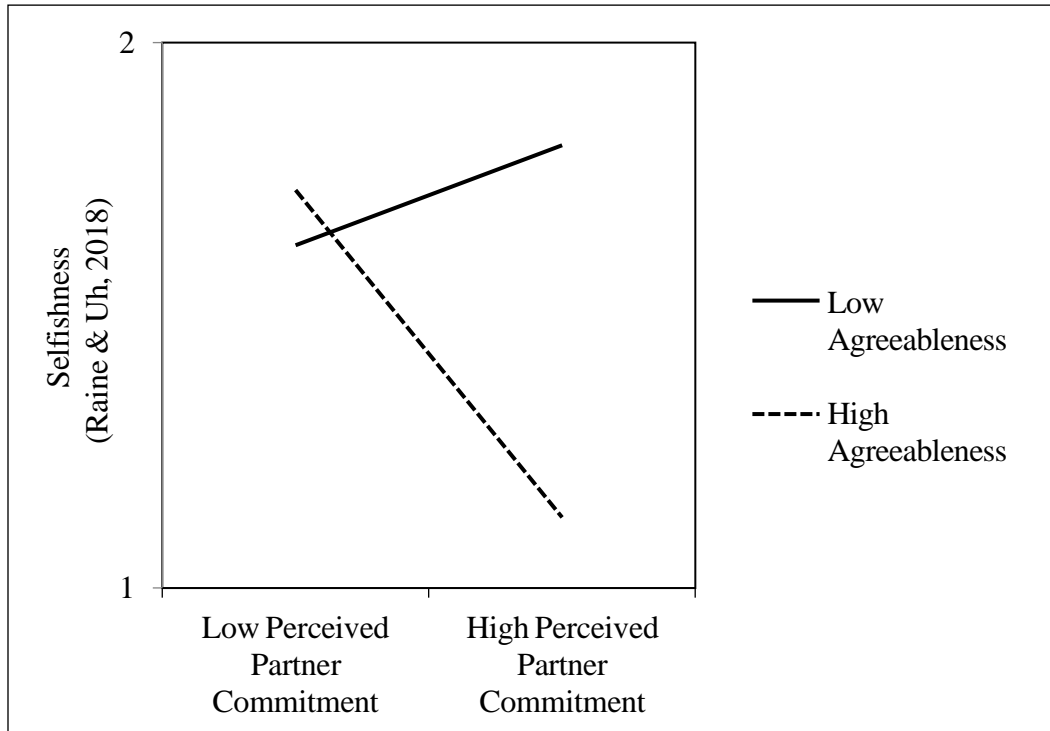 2
1
Selfishness
(Raine & Uh, 2018)
Low Perceived
Partner
Commitment
High Perceived
Partner
Commitment
Low
Agreeableness
High
Agreeableness